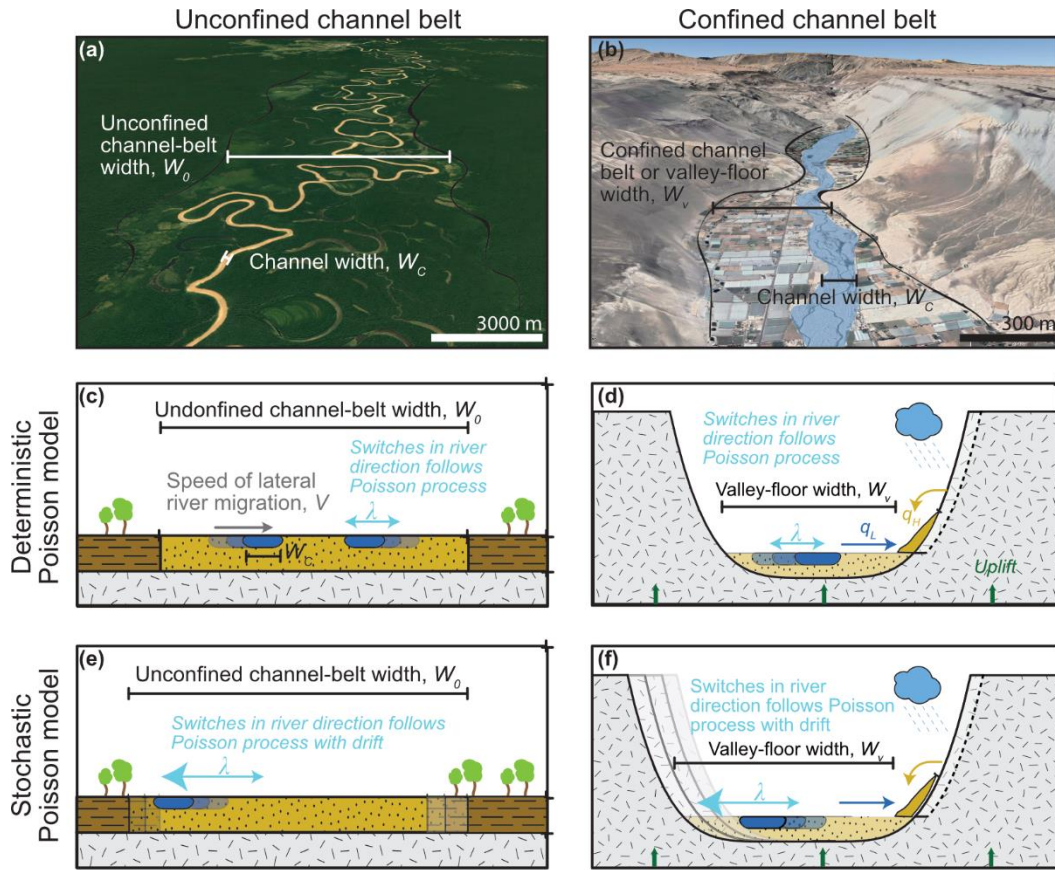 Unconfined channel belt
Confined channel belt
(a)
Unconfined
channel-belt
width, W0
Channel width, WC
3000 m
(b)
Confined channel
belt or valley-floor
width, Wv
Channel width, WC
300 m
Deterministic
Poisson model
(c)
Undonfined channel-belt width, W0
Switches in river
direction follows
Poisson process
Speed of lateral
river migration, V
λ
WC
(d)
Switches in river
direction follows
Poisson process
Valley-floor width, Wv
λ
qL
qH
Uplift
Stochastic
Poisson model
(e)
Unconfined channel-belt width, W0
Switches in river direction follows
Poisson process with drift
λ
(f)
Switches in river
direction follows Poisson
process with drift
Valley-floor width, Wv
λ